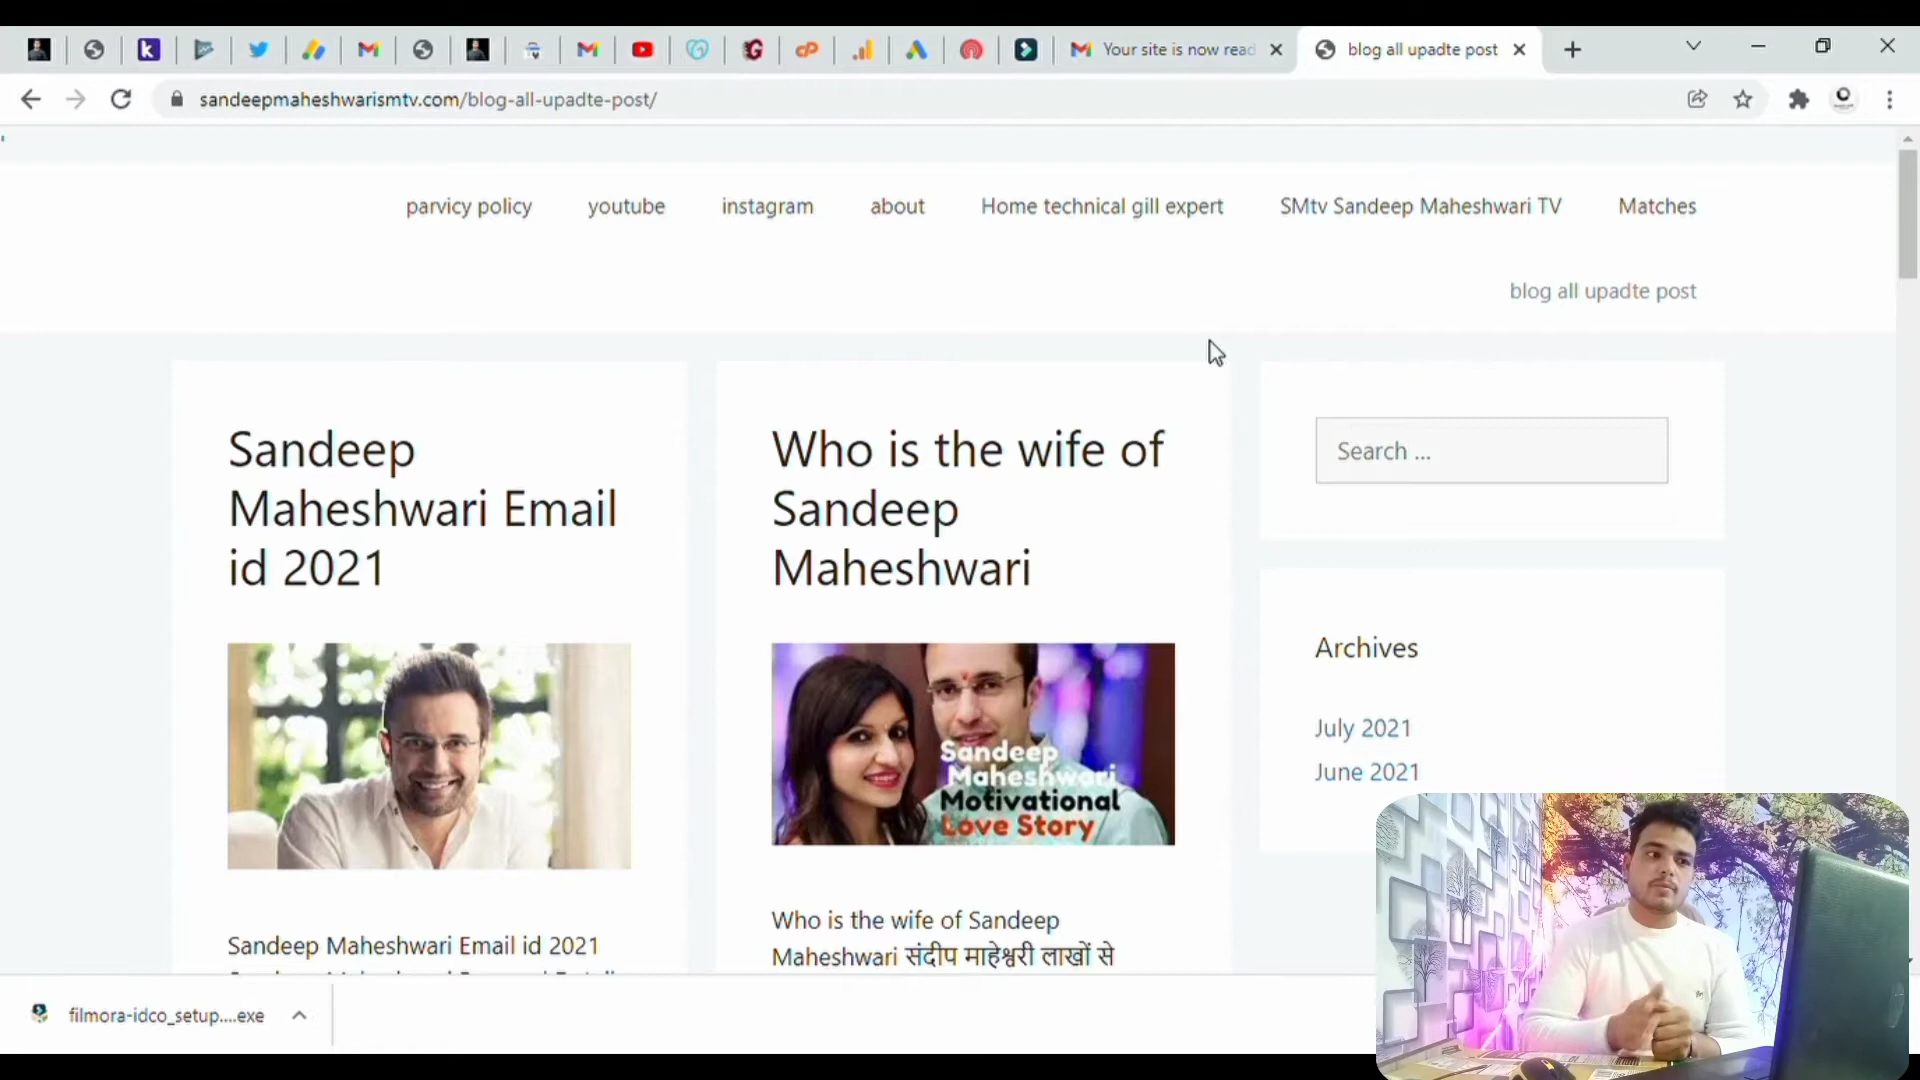 Your site is now read
blog all upadte post
sandeepmaheshwarismtv.com/blog-all-upadte-post/
parvicy policy
youtube
instagram
about
Home technical gill expert
SMtv Sandeep Maheshwari TV
Matches
blog all upadte post
Sandeep
Maheshwari Email
id 2021
Who is the wife of
Sandeep
Maheshwari
Search ...
Archives
July 2021
June 2021
Sandeep
Maheshwari
Motivational
Love Story
Sandeep Maheshwari Email id 2021
Who is the wife of Sandeep
Maheshwari संदीप माहेश्वरी लाखों से
filmora-idco_setup....exe